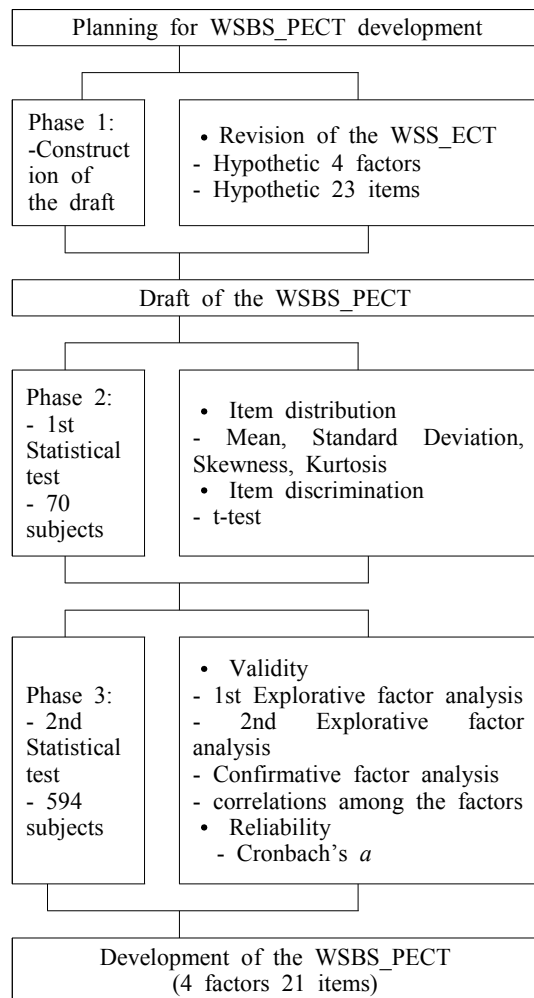 Planning for WSBS_PECT development
Phase 1:
-Construct
ion of
the draft
• Revision of the WSS_ECT
- Hypothetic 4 factors
- Hypothetic 23 items
Draft of the WSBS_PECT
Phase 2:
- 1st
Statistical
test
- 70
subjects
• Item distribution
- Mean, Standard Deviation,
Skewness, Kurtosis
• Item discrimination
- t-test
Phase 3:
- 2nd
Statistical
test
- 594
subjects
• Validity
- 1st Explorative factor analysis
- 2nd Explorative factor
analysis
- Confirmative factor analysis
- correlations among the factors
• Reliability
- Cronbach's a
Development of the WSBS_PECT
(4 factors 21 items)